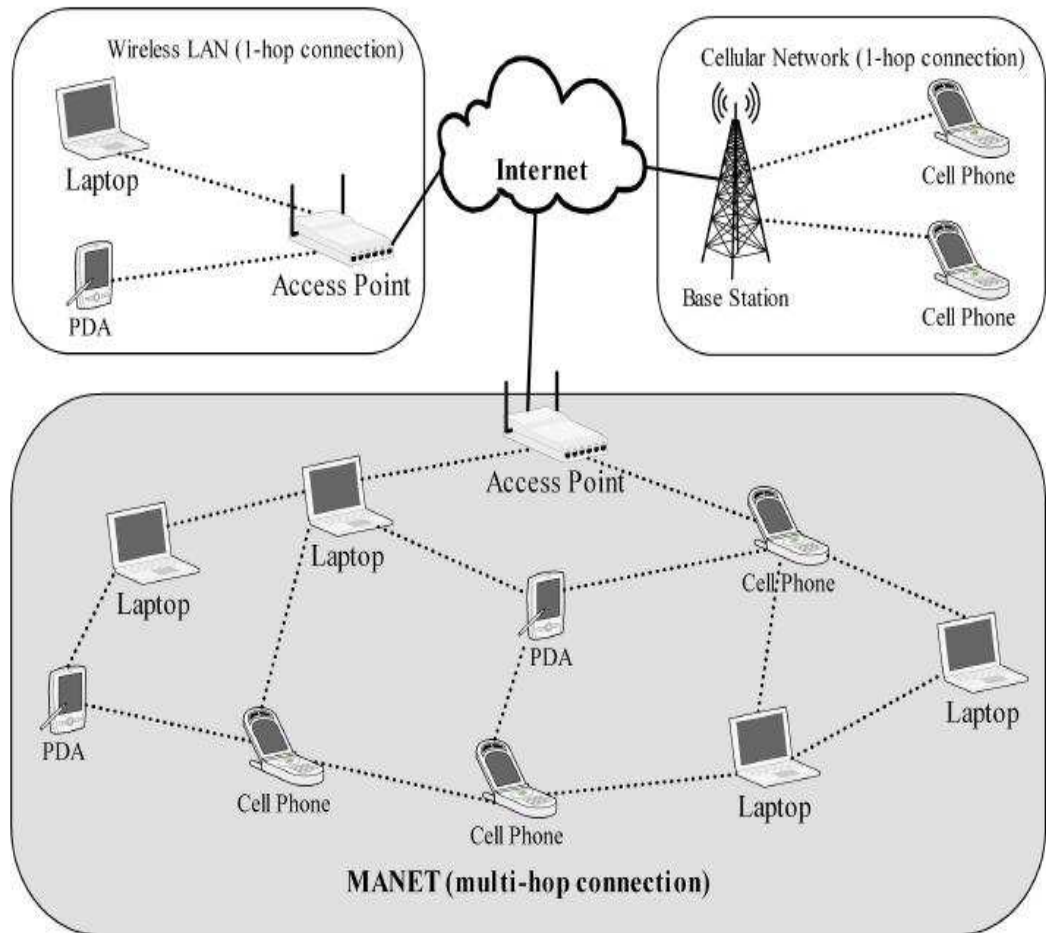 Wireless LAN (1-hop connection)
Laptop
PDA
Access Point
Internet
Cellular Network (1-hop connection)
Cell Phone
Base Station
Cell Phone
Access Point
Laptop
Laptop
Cell Phone
PDA
Laptop
PDA
Cell Phone
Cell Phone
Laptop
MANET (multi-hop connection)